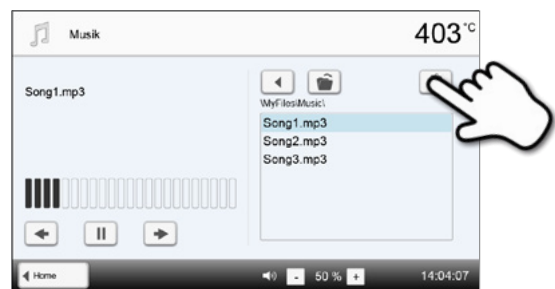 Musik
403 °C
Song1.mp3
\MyFiles\Music\
Song1.mp3
Song2.mp3
Song3.mp3
Home
- 50 % +
14:04:07